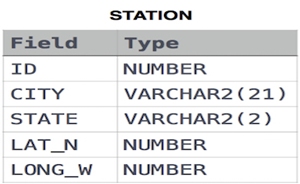 STATION
Field Type
ID NUMBER
CITY VARCHAR2(21)
STATE VARCHAR2(2)
LAT_N NUMBER
LONG_W NUMBER